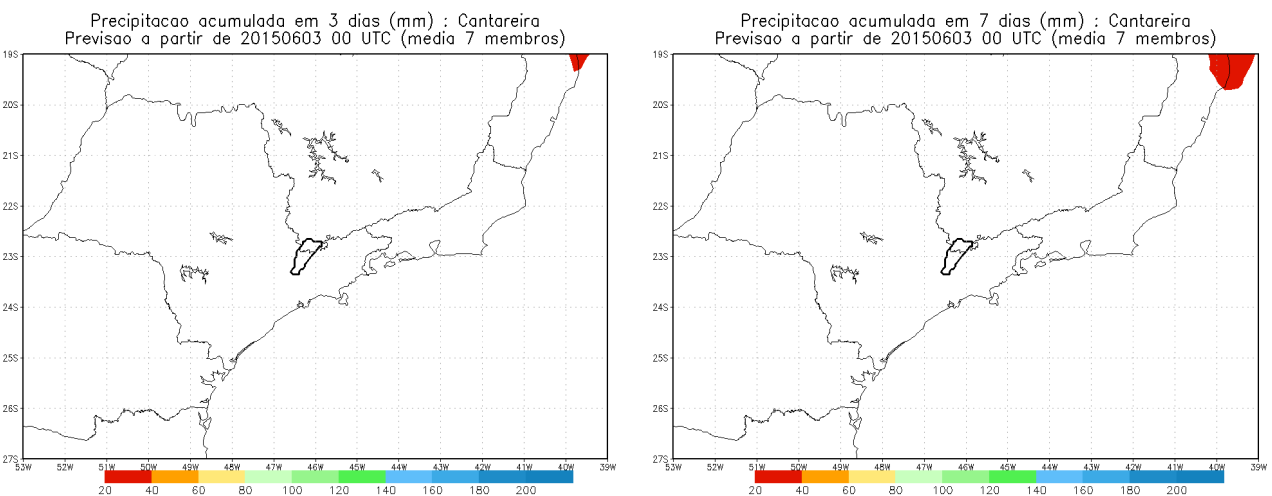 Precipitacao acumulada em 3 dias (mm) : Cantareira
Previsao a partir de 20150603 00 UTC (media 7 membros)
19S
20S
21S
22S
23S
24S
25S
26S
27S
53W 52W 51W 50W 49W 48W 47W 46W 45W 44W 43W 42W 41W 40W 39W
20 40 60 80 100 120 140 160 180 200
Precipitacao acumulada em 7 dias (mm) : Cantareira
Previsao a partir de 20150603 00 UTC (media 7 membros)
19S
20S
21S
22S
23S
24S
25S
26S
27S
53W 52W 51W 50W 49W 48W 47W 46W 45W 44W 43W 42W 41W 40W 39W
20 40 60 80 100 120 140 160 180 200